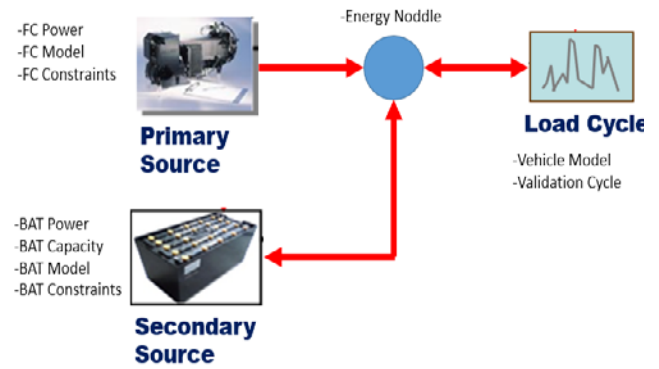 -Energy Noddle
-FC Power
-FC Model
-FC Constraints
Primary
Source
Load Cycle
-Vehicle Model
-Validation Cycle
-BAT Power
-BAT Capacity
-BAT Model
-BAT Constraints
Secondary
Source